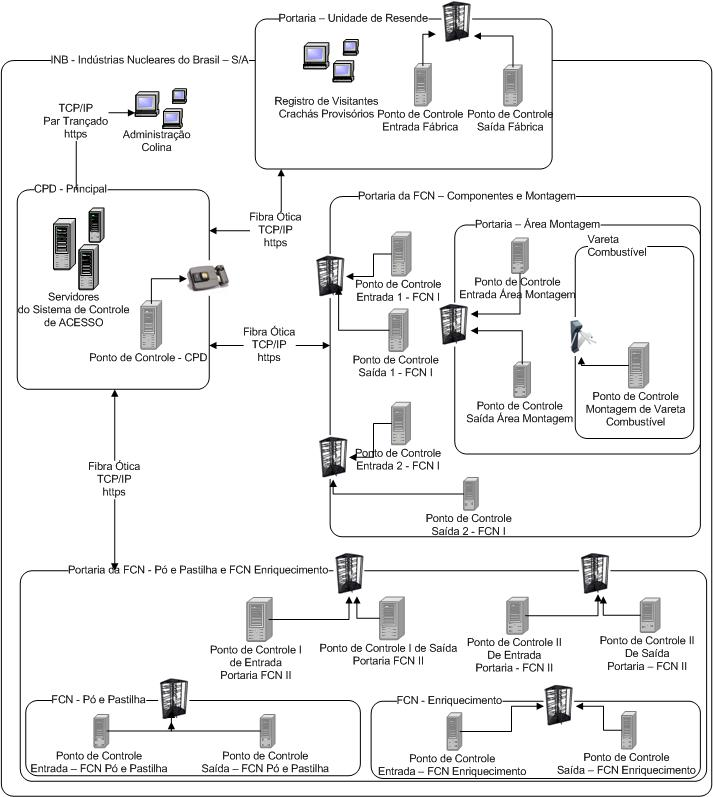 Portaria – Unidade de Resende
INB - Indústrias Nucleares do Brasil – S/A
Registro de Visitantes
Crachás Provisórios
Ponto de Controle
Entrada Fábrica
Ponto de Controle
Saída Fábrica
TCP/IP
Par Trançado
https
Administração
Colina
CPD - Principal
Servidores
do Sistema de Controle
de ACESSO
Ponto de Controle - CPD
Fibra Ótica
TCP/IP
https
Fibra Ótica
TCP/IP
https
Fibra Ótica
TCP/IP
https
Portaria da FCN – Componentes e Montagem
Ponto de Controle
Entrada 1 - FCN I
Ponto de Controle
Saída 1 - FCN I
Ponto de Controle
Entrada 2 - FCN I
Ponto de Controle
Saída 2 - FCN I
Portaria – Área Montagem
Ponto de Controle
Entrada Área Montagem
Ponto de Controle
Saída Área Montagem
Vareta
Combustível
Ponto de Controle
Montagem de Vareta
Combustível
Portaria da FCN - Pó e Pastilha e FCN Enriquecimento
Ponto de Controle I
de Entrada
Portaria FCN II
Ponto de Controle I de Saída
Portaria FCN II
Ponto de Controle II
De Entrada
Portaria - FCN II
Ponto de Controle II
De Saída
Portaria – FCN II
FCN - Pó e Pastilha
Ponto de Controle
Entrada – FCN Pó e Pastilha
Ponto de Controle
Saída – FCN Pó e Pastilha
FCN - Enriquecimento
Ponto de Controle
Entrada – FCN Enriquecimento
Ponto de Controle
Saída – FCN Enriquecimento